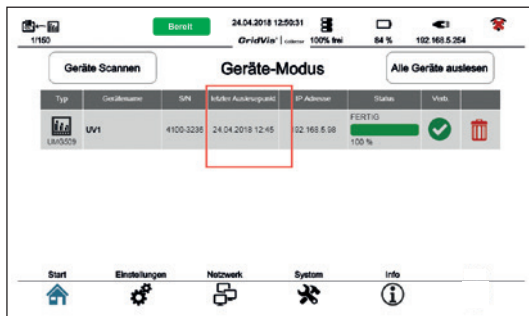 Bereit
24.04.2018 12:50:31
1/150
GridVis® | collector
100% frei
84 %
192.168.5.254
Geräte Scannen
Geräte-Modus
Alle Geräte auslesen
Typ
Gerätename
S/N
letzter Auslesepunkt
IP Adresse
Status
Verb.
UMG509
UV1
4100-3235
24.04.2018 12:45
192.168.5.98
FERTIG
100 %
Start
Einstellungen
Netzwerk
System
Info